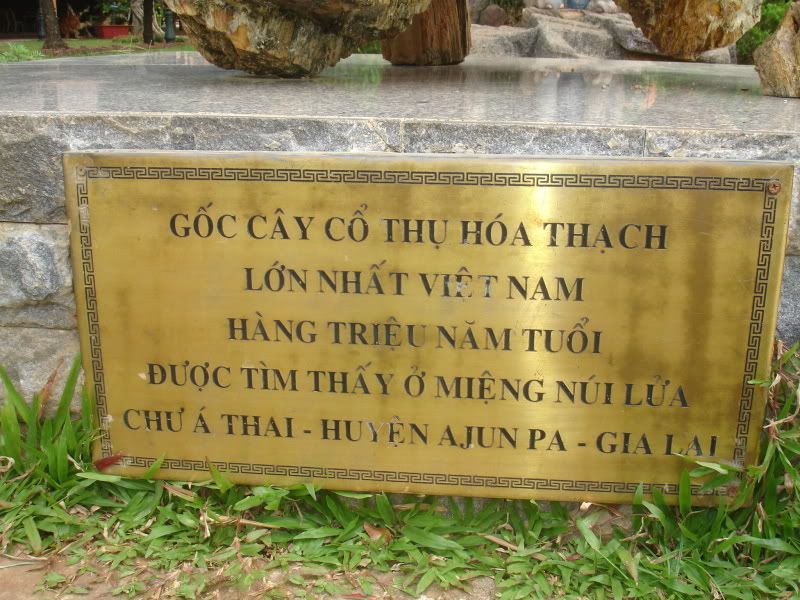 GỐC CÂY CỔ THỤ HÓA THẠCH
LỚN NHẤT VIỆT NAM
HÀNG TRIỆU NĂM TUỔI
ĐƯỢC TÌM THẤY Ở MIỆNG NÚI LỬA
CHƯ Á THAI - HUYỆN AJUN PA - GIA LAI